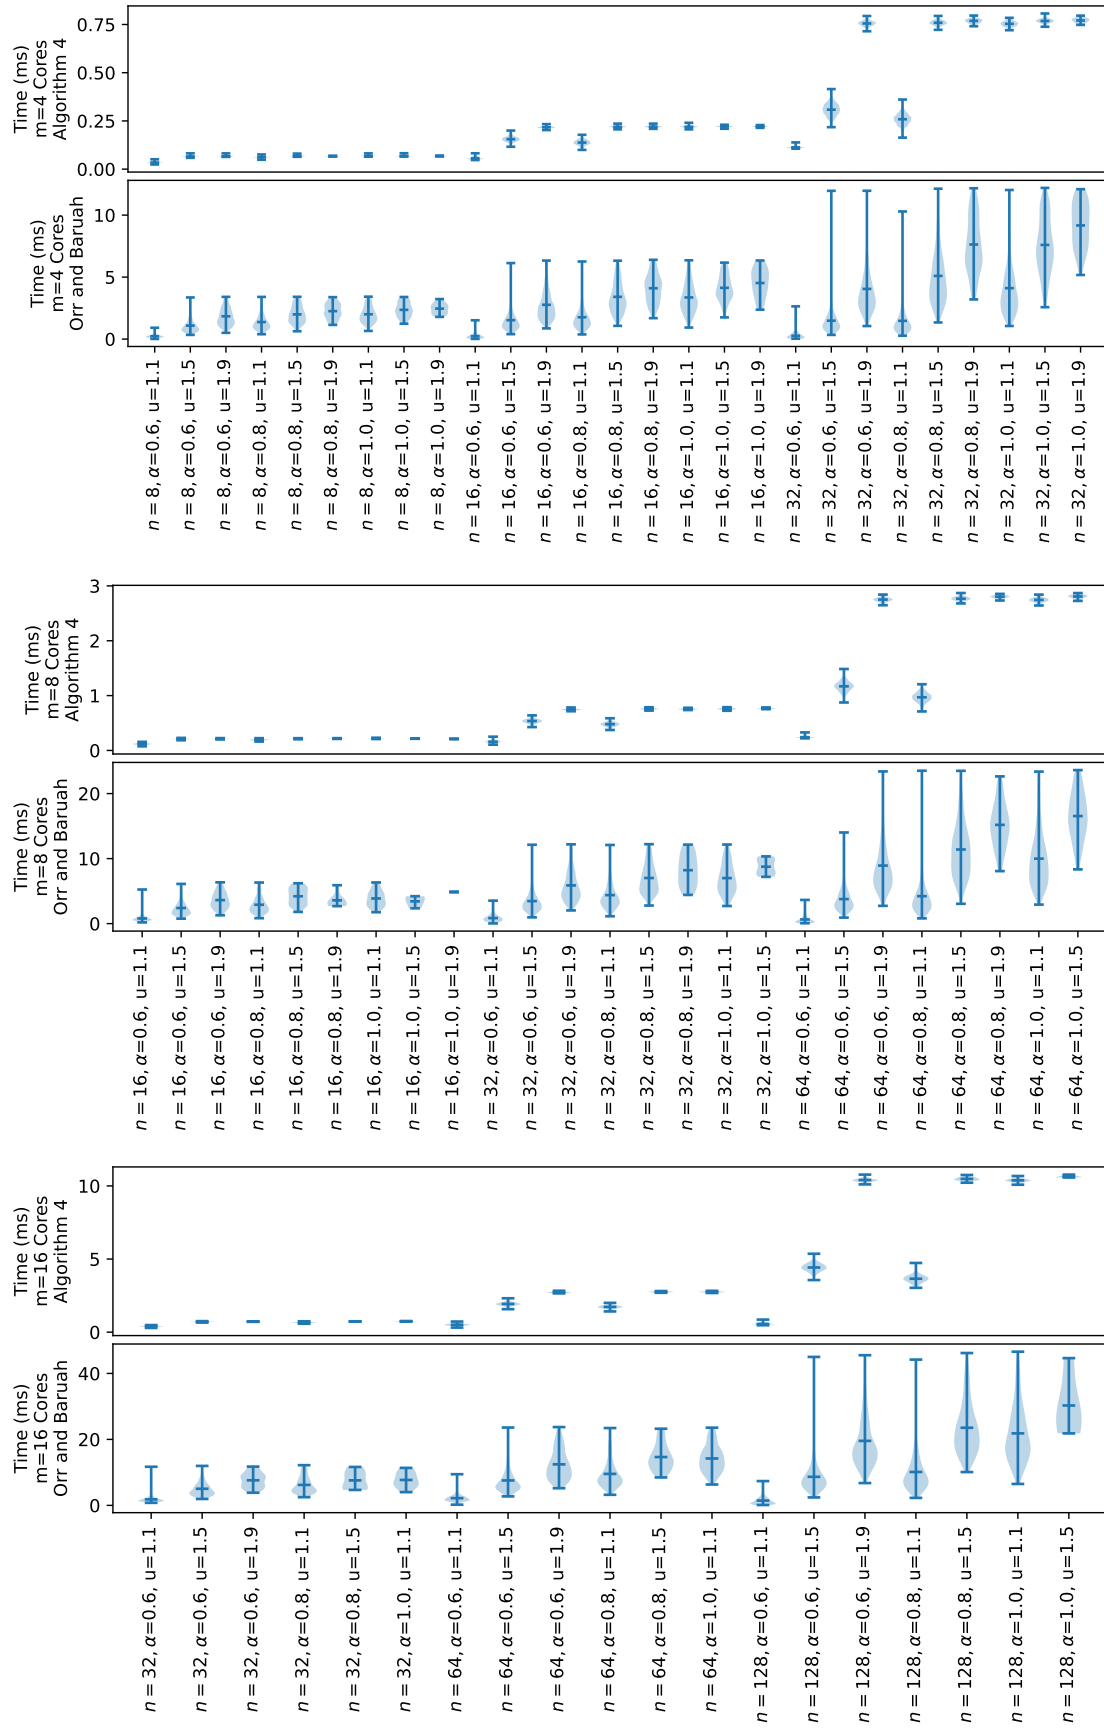 Time (ms)
m=4 Cores
Algorithm 4
0.75
0.50
0.25
0.00
Time (ms)
m=4 Cores
Orr and Baruah
10
5
0
n = 8, α=0.6, u=1.1
n = 8, α=0.6, u=1.5
n = 8, α=0.6, u=1.9
n = 8, α=0.8, u=1.1
n = 8, α=0.8, u=1.5
n = 8, α=0.8, u=1.9
n = 8, α=1.0, u=1.1
n = 8, α=1.0, u=1.5
n = 8, α=1.0, u=1.9
n = 16, α=0.6, u=1.1
n = 16, α=0.6, u=1.5
n = 16, α=0.6, u=1.9
n = 16, α=0.8, u=1.1
n = 16, α=0.8, u=1.5
n = 16, α=0.8, u=1.9
n = 16, α=1.0, u=1.1
n = 16, α=1.0, u=1.5
n = 16, α=1.0, u=1.9
n = 32, α=0.6, u=1.1
n = 32, α=0.6, u=1.5
n = 32, α=0.6, u=1.9
n = 32, α=0.8, u=1.1
n = 32, α=0.8, u=1.5
n = 32, α=0.8, u=1.9
n = 32, α=1.0, u=1.1
n = 32, α=1.0, u=1.5
n = 32, α=1.0, u=1.9
Time (ms)
m=8 Cores
Algorithm 4
3
2
1
0
Time (ms)
m=8 Cores
Orr and Baruah
20
10
0
n = 16, α=0.6, u=1.1
n = 16, α=0.6, u=1.5
n = 16, α=0.6, u=1.9
n = 16, α=0.8, u=1.1
n = 16, α=0.8, u=1.5
n = 16, α=0.8, u=1.9
n = 16, α=1.0, u=1.1
n = 16, α=1.0, u=1.5
n = 16, α=1.0, u=1.9
n = 32, α=0.6, u=1.1
n = 32, α=0.6, u=1.5
n = 32, α=0.6, u=1.9
n = 32, α=0.8, u=1.1
n = 32, α=0.8, u=1.5
n = 32, α=0.8, u=1.9
n = 32, α=1.0, u=1.1
n = 32, α=1.0, u=1.5
n = 64, α=0.6, u=1.1
n = 64, α=0.6, u=1.5
n = 64, α=0.6, u=1.9
n = 64, α=0.8, u=1.1
n = 64, α=0.8, u=1.5
n = 64, α=0.8, u=1.9
n = 64, α=1.0, u=1.1
n = 64, α=1.0, u=1.5
Time (ms)
m=16 Cores
Algorithm 4
10
5
0
Time (ms)
m=16 Cores
Orr and Baruah
40
20
0
n = 32, α=0.6, u=1.1
n = 32, α=0.6, u=1.5
n = 32, α=0.6, u=1.9
n = 32, α=0.8, u=1.1
n = 32, α=0.8, u=1.5
n = 32, α=1.0, u=1.1
n = 64, α=0.6, u=1.1
n = 64, α=0.6, u=1.5
n = 64, α=0.6, u=1.9
n = 64, α=0.8, u=1.1
n = 64, α=0.8, u=1.5
n = 64, α=1.0, u=1.1
n = 128, α=0.6, u=1.1
n = 128, α=0.6, u=1.5
n = 128, α=0.6, u=1.9
n = 128, α=0.8, u=1.1
n = 128, α=0.8, u=1.5
n = 128, α=1.0, u=1.1
n = 128, α=1.0, u=1.5